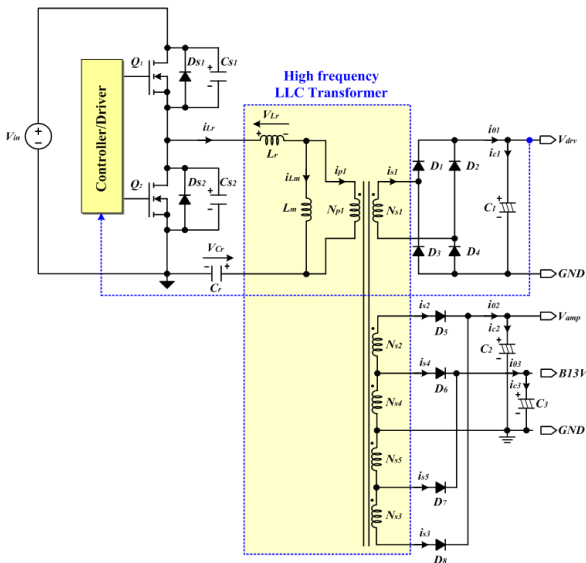 Q1
DS1
CS1
High frequency
LLC Transformer
Controller/Driver
Vin
iLr
VLr
+ -
Lr
iLm
Lm
ip1
Np1
is1
Ns1
D1
D2
i01
ic1
C1
Vdrv
Q2
DS2
CS2
VCr
- +
Cr
D3
D4
GND
is2
D5
i02
ic2
C2
Vamp
Ns2
is4
D6
i03
ic3
C3
B13V
Ns4
GND
Ns5
is5
D7
Ns3
is3
D8